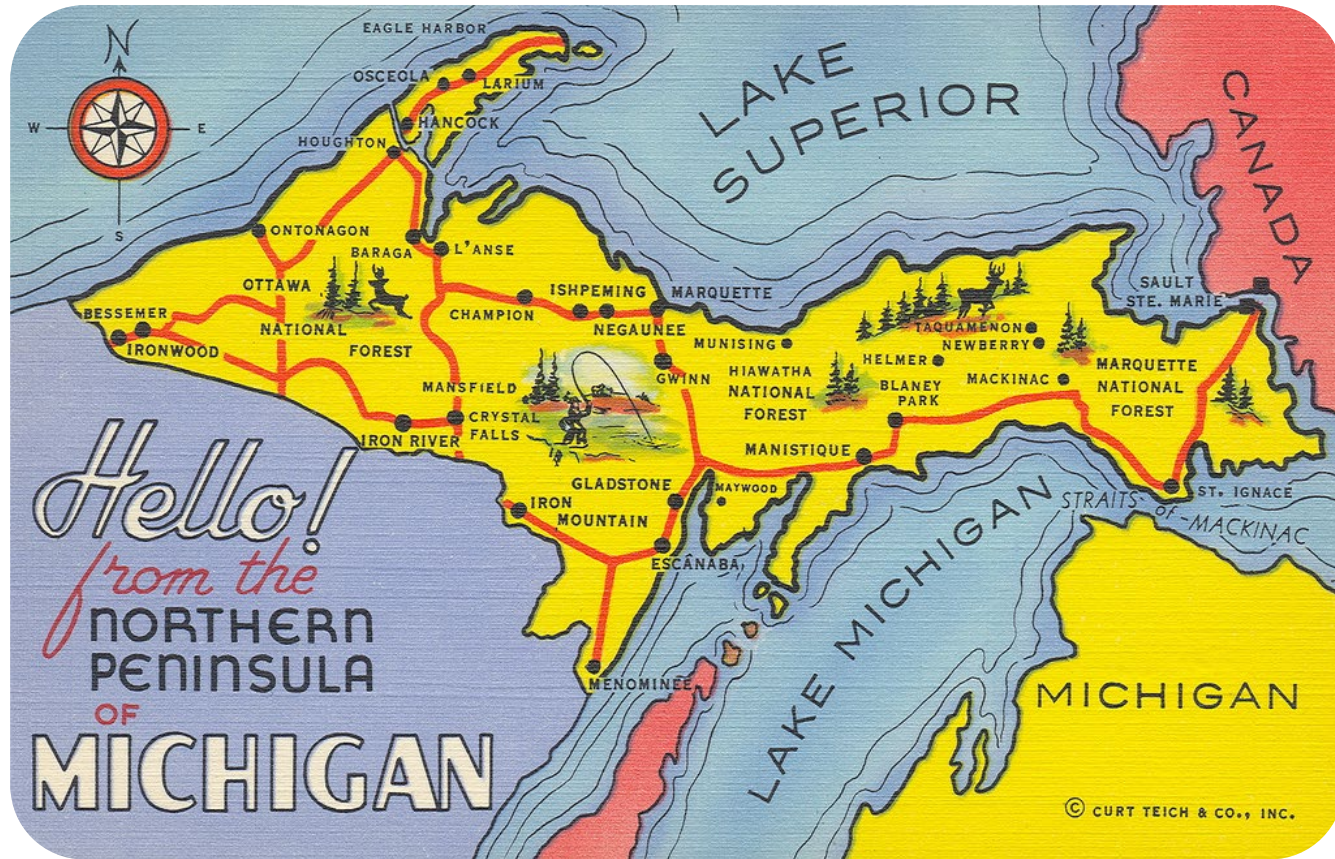 N
W
E
S
EAGLE HARBOR
OSCEOLA
LARIUM
HANCOCK
HOUGHTON
LAKE
SUPERIOR
CANADA
ONTONAGON
BARAGA
L'ANSE
OTTAWA
NATIONAL
FOREST
BESSEMER
IRONWOOD
CHAMPION
ISHPEMING
NEGAUNEE
MARQUETTE
MUNISING
GWINN
HIAWATHA
NATIONAL
FOREST
TAQUAMENON
NEWBERRY
HELMER
MACKINAC
BLANEY
PARK
SAULT
STE. MARIE
MARQUETTE
NATIONAL
FOREST
MANSFIELD
CRYSTAL
FALLS
IRON RIVER
MANISTIQUE
GLADSTONE
MAYWOOD
IRON
MOUNTAIN
ESCANABA
MENOMINEE
ST. IGNACE
STRAITS of MACKINAC
LAKE MICHIGAN
MICHIGAN
Hello!
from the
NORTHERN
PENINSULA
OF
MICHIGAN
© CURT TEICH & CO., INC.